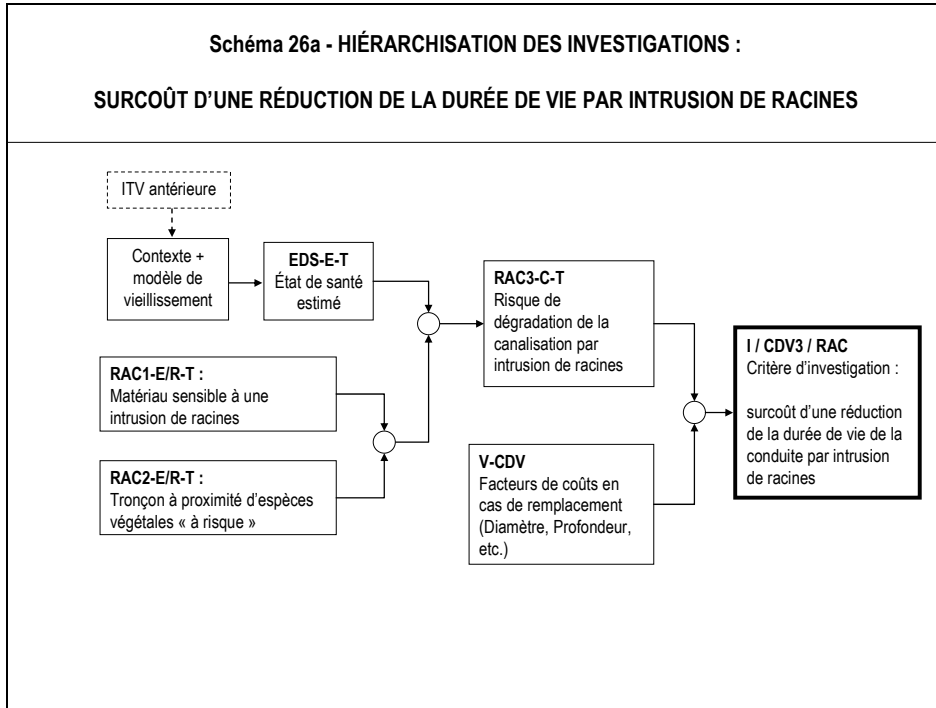 Schéma 26a - HIÉRARCHISATION DES INVESTIGATIONS :
SURCOÛT D’UNE RÉDUCTION DE LA DURÉE DE VIE PAR INTRUSION DE RACINES
ITV antérieure
Contexte +
modèle de
vieillissement
EDS-E-T
État de santé
estimé
RAC1-E/R-T :
Matériau sensible à une
intrusion de racines
RAC2-E/R-T :
Tronçon à proximité d’espèces
végétales « à risque »
RAC3-C-T
Risque de
dégradation de la
canalisation par
intrusion de racines
V-CDV
Facteurs de coûts en
cas de remplacement
(Diamètre, Profondeur,
etc.)
I / CDV3 / RAC
Critère d’investigation :
surcoût d’une réduction
de la durée de vie de la
conduite par intrusion
de racines